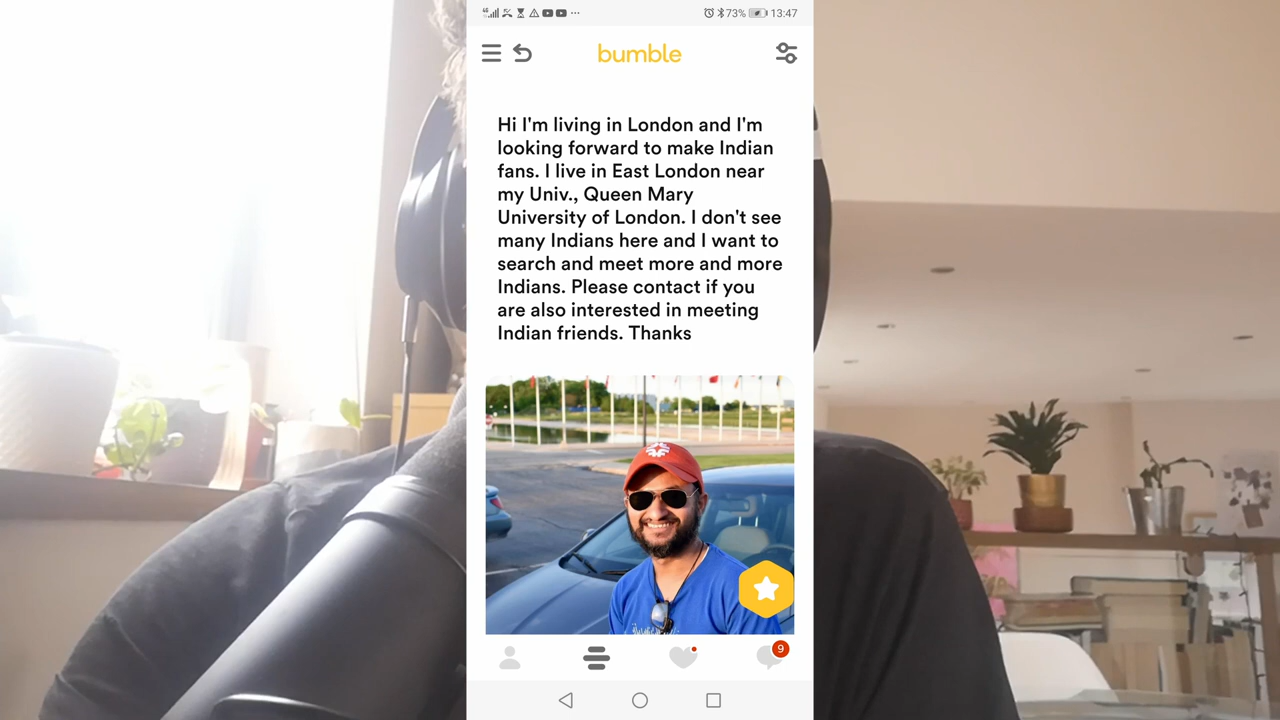 13:47
73%
bumble
Hi I'm living in London and I'm
looking forward to make Indian
fans. I live in East London near
my Univ., Queen Mary
University of London. I don't see
many Indians here and I want to
search and meet more and more
Indians. Please contact if you
are also interested in meeting
Indian friends. Thanks
9